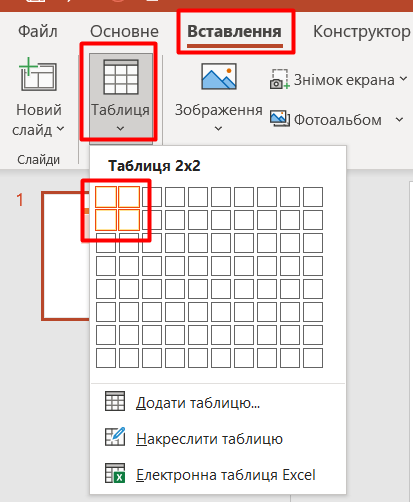 Файл Основне Вставлення Конструктор
Новий слайд
Таблиця
Зображення
Знімок екрана
Фотоальбом
Слайди
Таблиця 2x2
1
Додати таблицю...
Накреслити таблицю
Електронна таблиця Excel